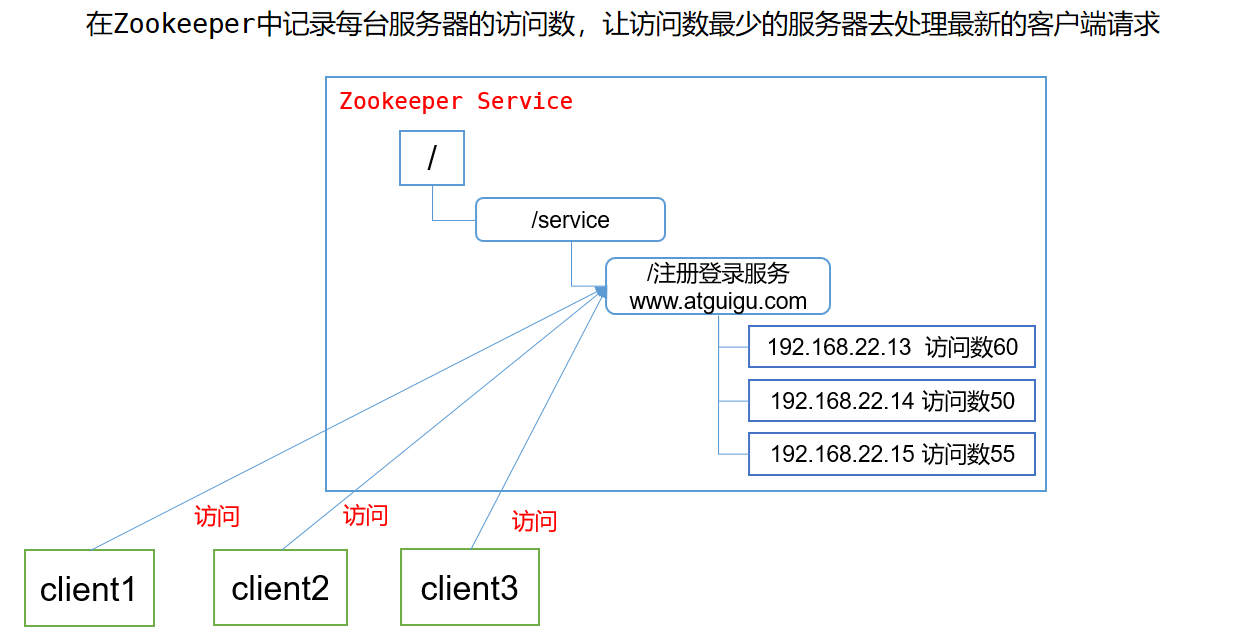 在Zookeeper中记录每台服务器的访问数，让访问数最少的服务器去处理最新的客户端请求
Zookeeper Service
/
/service
/注册登录服务
www.atguigu.com
192.168.22.13 访问数60
192.168.22.14 访问数50
192.168.22.15 访问数55
访问
访问
访问
client1
client2
client3